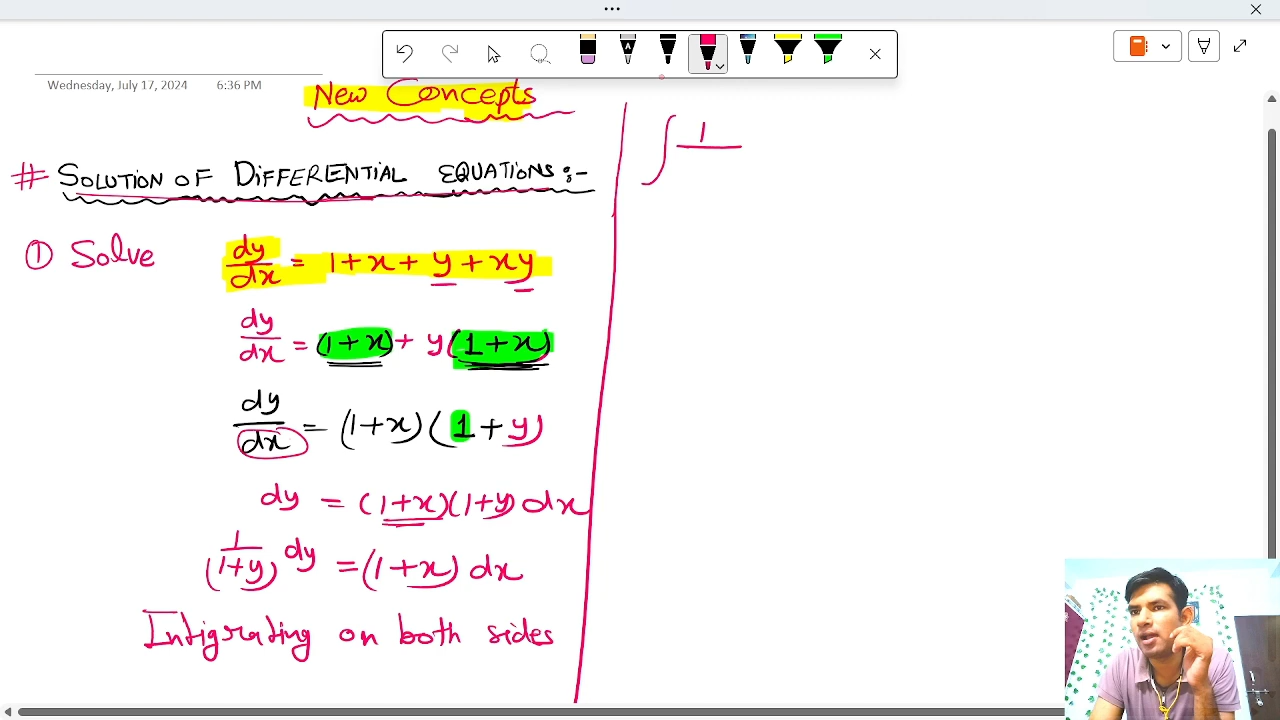 Wednesday, July 17, 2024 6:36 PM
New Concepts
# SOLUTION OF DIFFERENTIAL EQUATIONS :-
① Solve dy/dx = 1+x+y+xy
dy/dx = (1+x)+ y(1+x)
dy/dx = (1+x)(1+y)
dy = (1+x)(1+y) dx
1/(1+y) dy = (1+x) dx
Intigrating on both sides
∫ 1